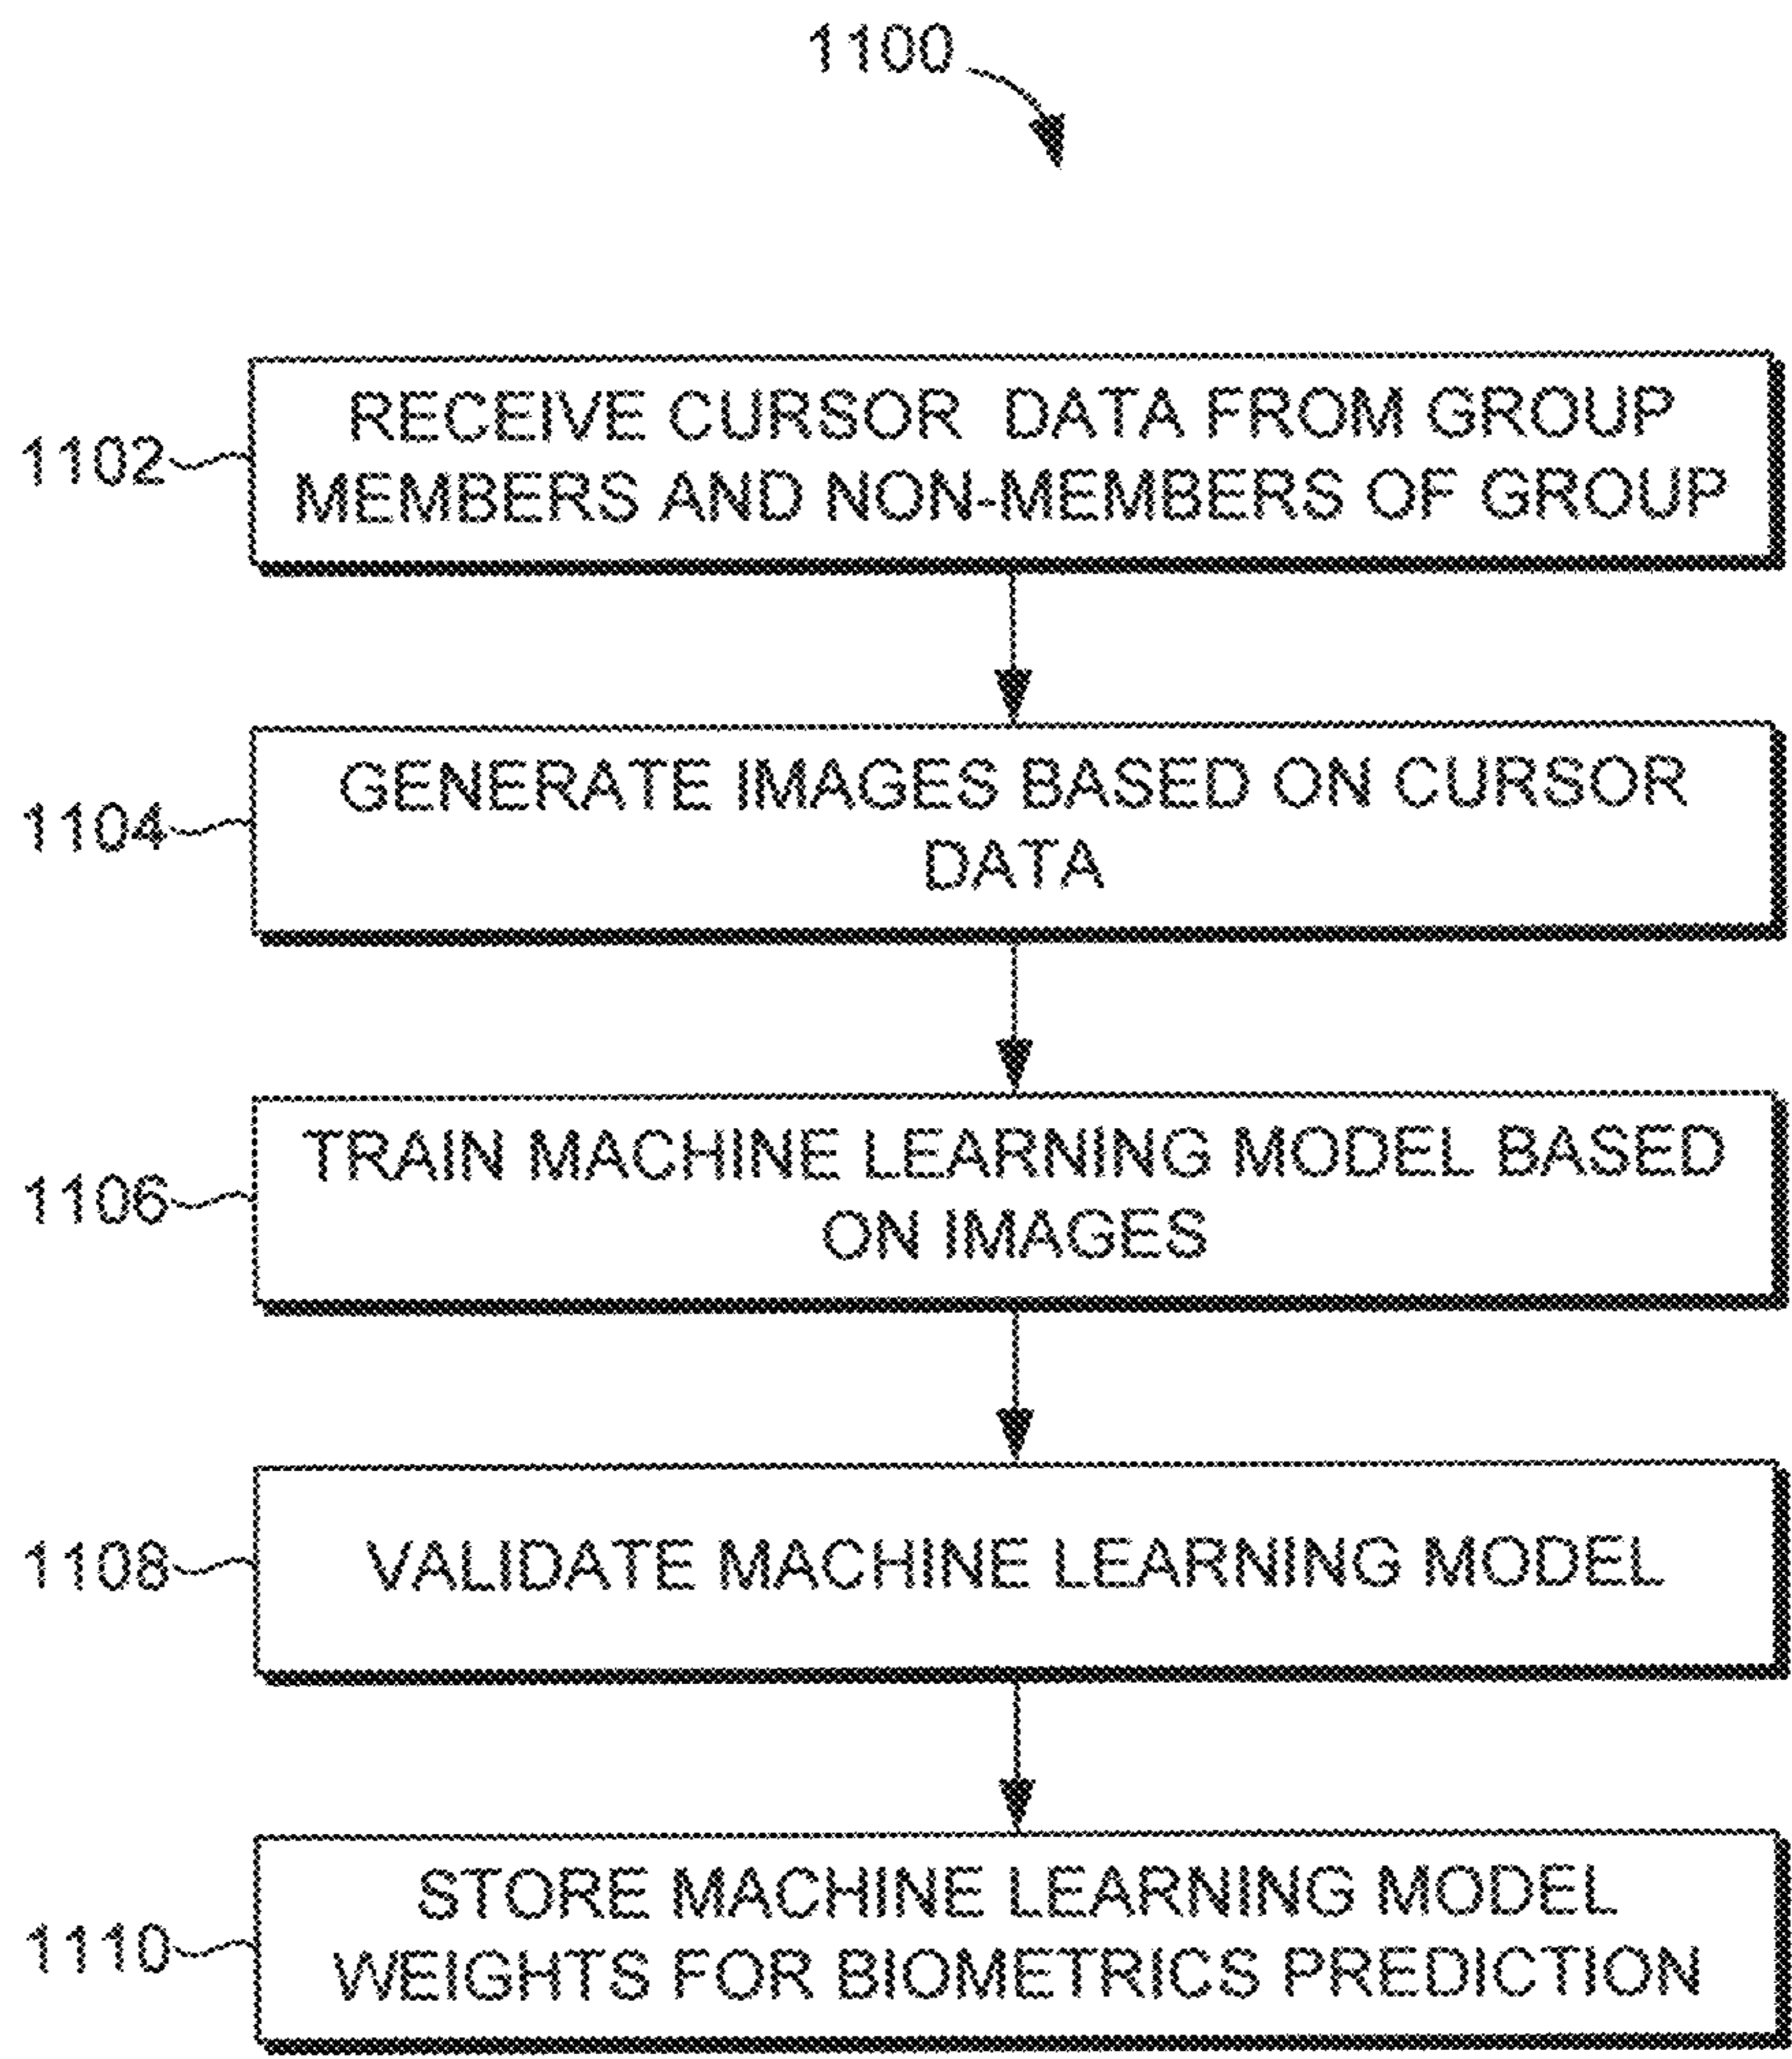 1100
1102
RECEIVE CURSOR DATA FROM GROUP
MEMBERS AND NON-MEMBERS OF GROUP
1104
GENERATE IMAGES BASED ON CURSOR
DATA
1106
TRAIN MACHINE LEARNING MODEL BASED
ON IMAGES
1108
VALIDATE MACHINE LEARNING MODEL
1110
STORE MACHINE LEARNING MODEL
WEIGHTS FOR BIOMETRICS PREDICTION